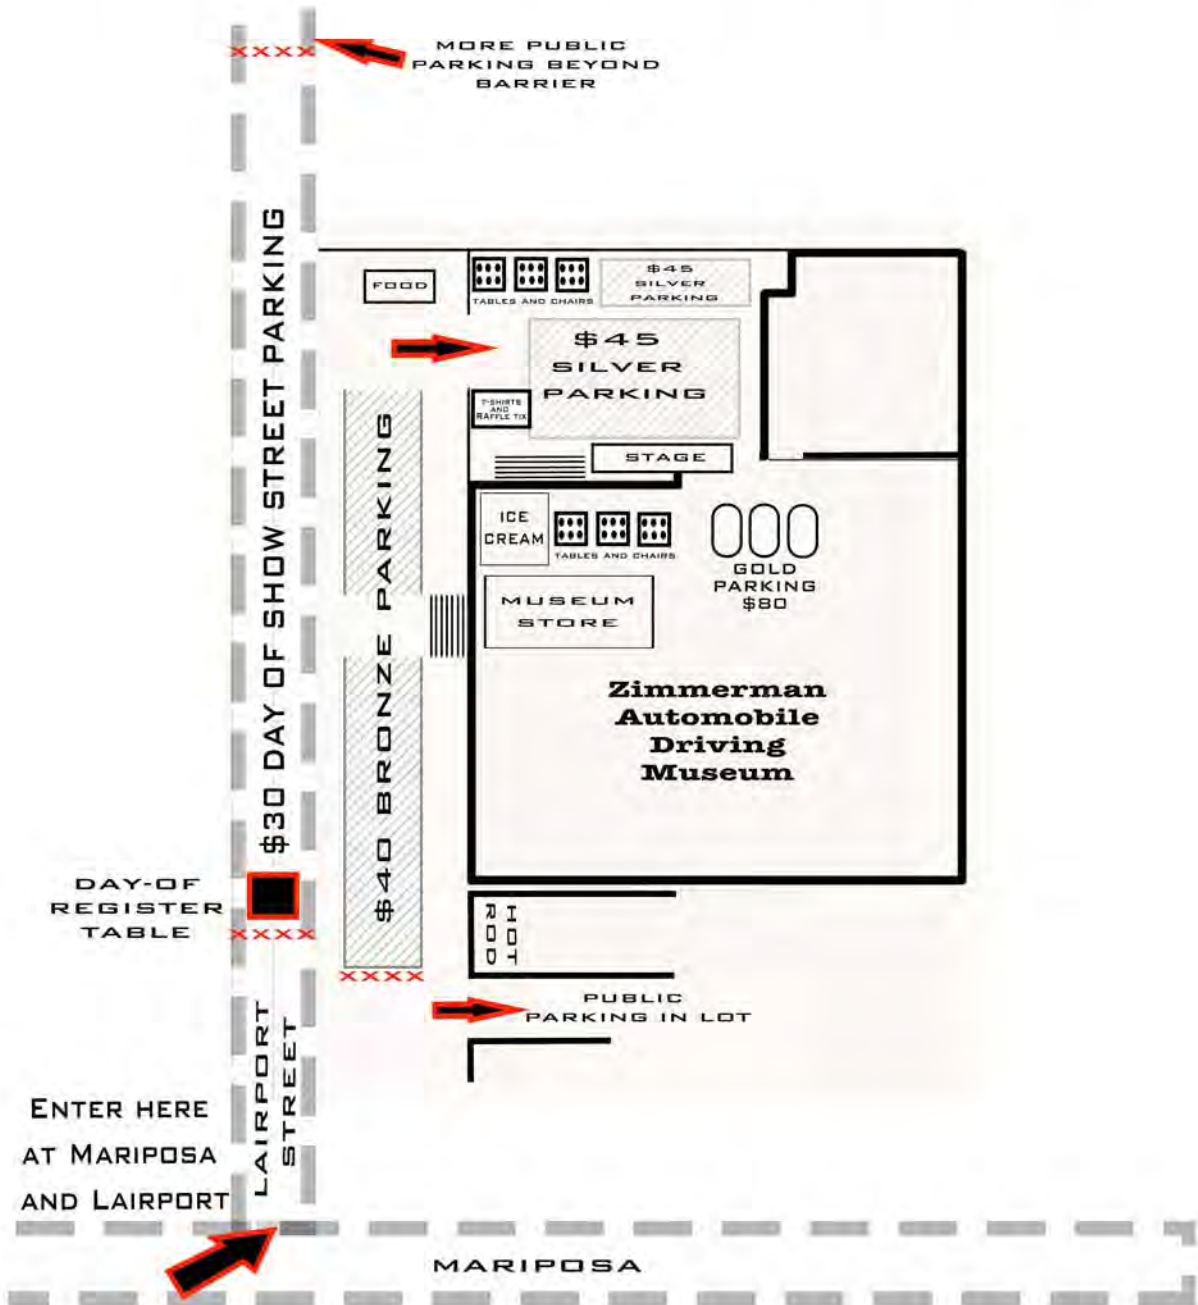 MORE PUBLIC
PARKING BEYOND
BARRIER
$30 DAY OF SHOW STREET PARKING
FOOD
TABLES AND CHAIRS
$45
SILVER
PARKING
$45
SILVER
PARKING
T-SHIRTS
AND
RAFFLE TIX
STAGE
$40 BRONZE PARKING
ICE
CREAM
TABLES AND CHAIRS
GOLD
PARKING
$80
MUSEUM
STORE
Zimmerman
Automobile
Driving
Museum
DAY-OF
REGISTER
TABLE
HOT
ROD
PUBLIC
PARKING IN LOT
LAIRPORT
STREET
ENTER HERE
AT MARIPOSA
AND LAIRPORT
MARIPOSA